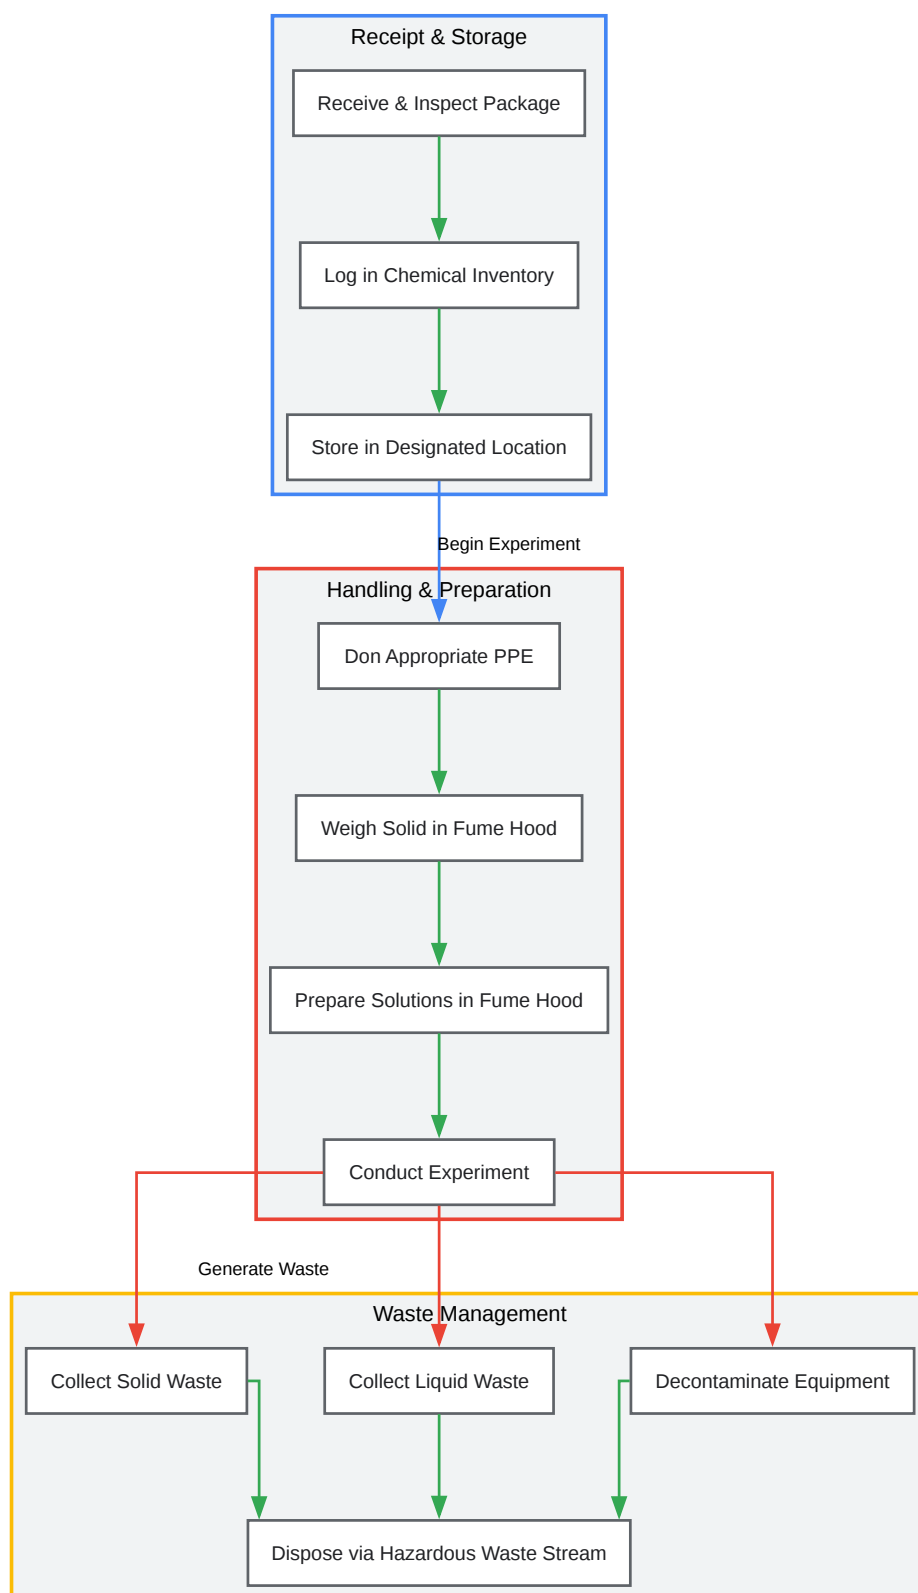 Receipt & Storage
Receive & Inspect Package
Log in Chemical Inventory
Store in Designated Location
Begin Experiment
Handling & Preparation
Don Appropriate PPE
Weigh Solid in Fume Hood
Prepare Solutions in Fume Hood
Conduct Experiment
Generate Waste
Waste Management
Collect Solid Waste
Collect Liquid Waste
Decontaminate Equipment
Dispose via Hazardous Waste Stream